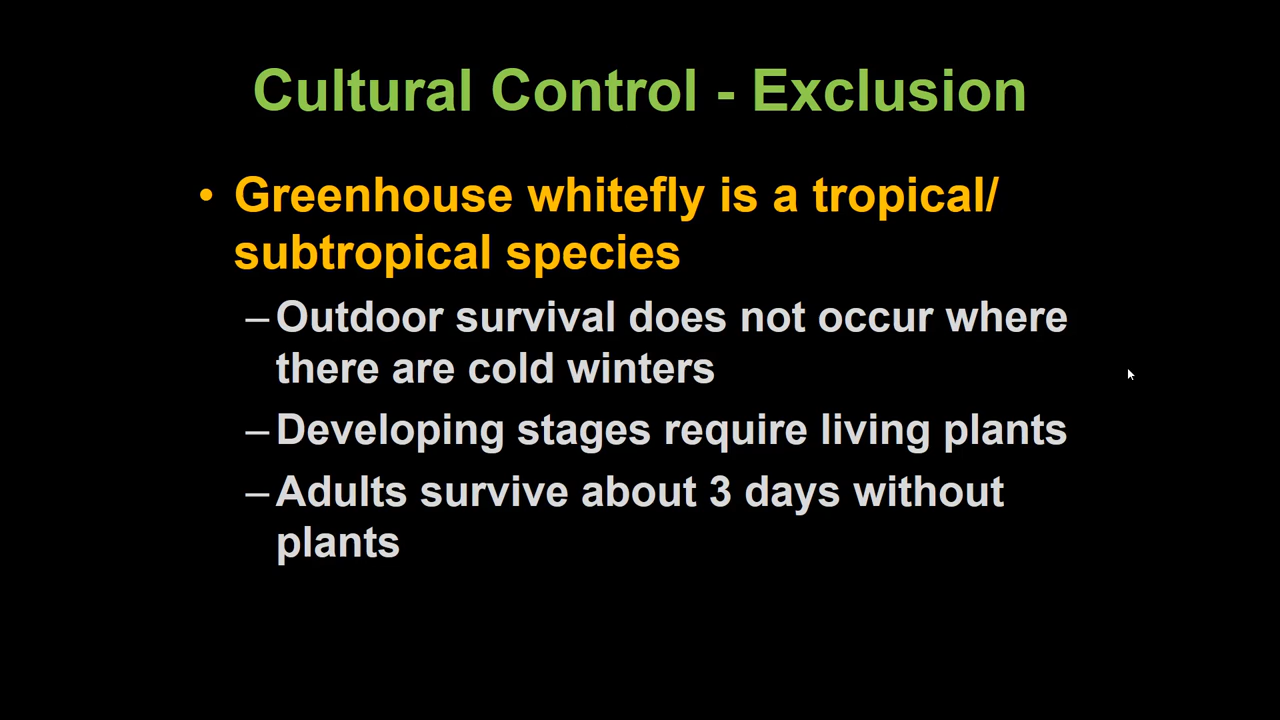 Cultural Control - Exclusion
• Greenhouse whitefly is a tropical/
subtropical species
–Outdoor survival does not occur where
there are cold winters
–Developing stages require living plants
–Adults survive about 3 days without
plants